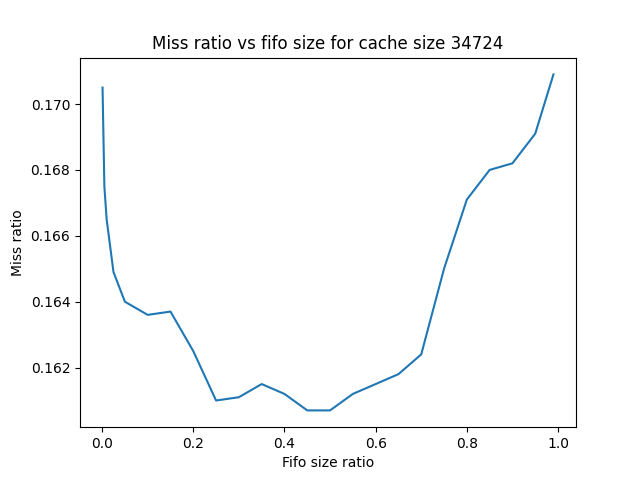 Miss ratio vs fifo size for cache size 34724
0.170
0.168
0.166
0.164
0.162
Miss ratio
0.0 0.2 0.4 0.6 0.8 1.0
Fifo size ratio